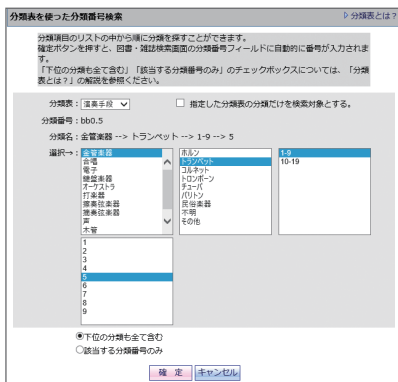 分類表を使った分類番号検索
▷分類表とは?
分類項目のリストの中から順に分類を探すことができます。
確定ボタンを押すと、図書・雑誌検索画面の分類番号フィールドに自動的に番号が入力されま
す。
「下位の分類も全て含む」「該当する分類番号のみ」のチェックボックスについては、「分類
表とは?」の解説を参照ください。
分類表：演奏手段
指定した分類表の分類だけを検索対象とする。
分類番号：bb0.5
分類名：金管楽器 --> トランペット --> 1-9 --> 5
選択→：
金管楽器
合唱
電子
鍵盤楽器
オーケストラ
打楽器
擦奏弦楽器
撥奏弦楽器
声
木管
ホルン
トランペット
コルネット
トロンボーン
チューバ
バリトン
民俗楽器
不明
その他
1-9
10-19
1
2
3
4
5
6
7
8
9
下位の分類も全て含む
該当する分類番号のみ
確 定 キャンセル